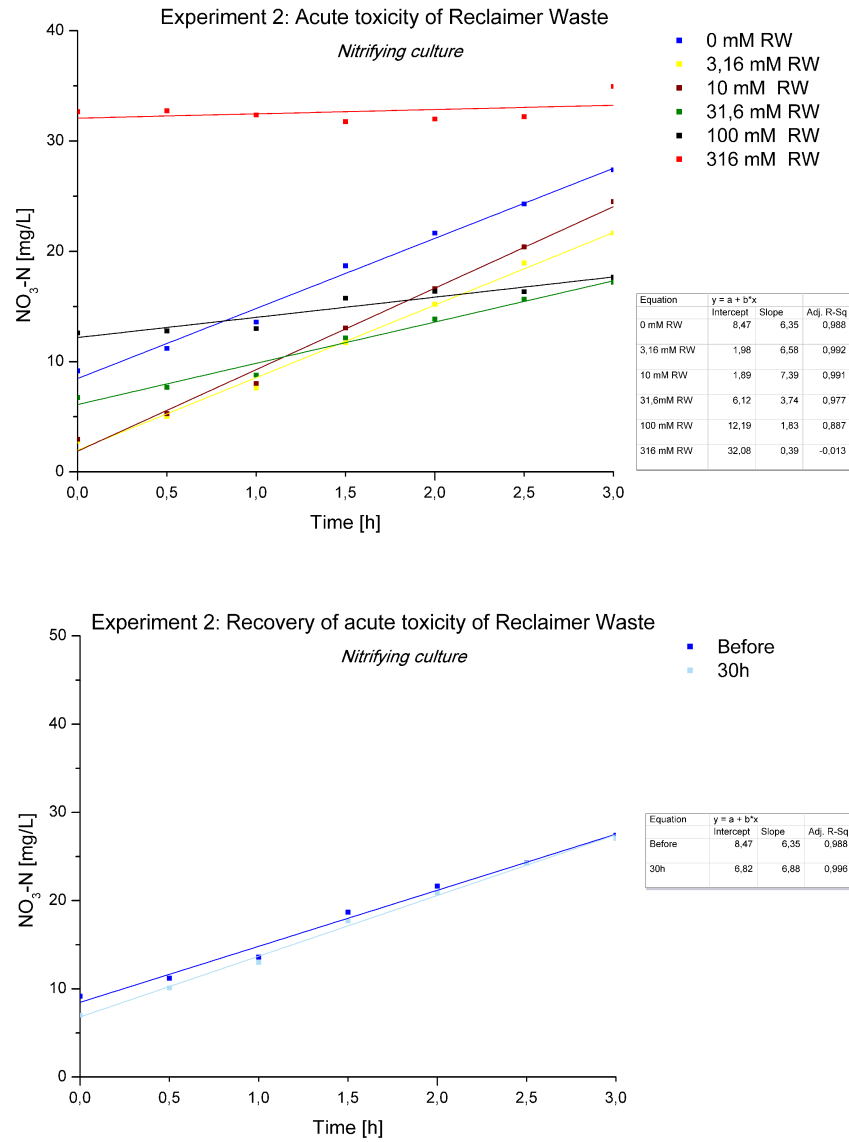 Experiment 2: Acute toxicity of Reclaimer Waste
Nitrifying culture
0 mM RW
3,16 mM RW
10 mM  RW
31,6 mM RW
100 mM  RW
316 mM  RW
NO3-N [mg/L]
40
30
20
10
0
0,0 0,5 1,0 1,5 2,0 2,5 3,0
Time [h]
Equation y = a + b*x
Intercept Slope Adj. R-Sq
0 mM RW 8,47 6,35 0,988
3,16 mM RW 1,98 6,58 0,992
10 mM RW 1,89 7,39 0,991
31,6mM RW 6,12 3,74 0,977
100 mM RW 12,19 1,83 0,887
316 mM RW 32,08 0,39 -0,013
Experiment 2: Recovery of acute toxicity of Reclaimer Waste
Nitrifying culture
Before
30h
NO3-N [mg/L]
50
40
30
20
10
0
0,0 0,5 1,0 1,5 2,0 2,5 3,0
Time [h]
Equation y = a + b*x
Intercept Slope Adj. R-Sq
Before 8,47 6,35 0,988
30h 6,82 6,88 0,996